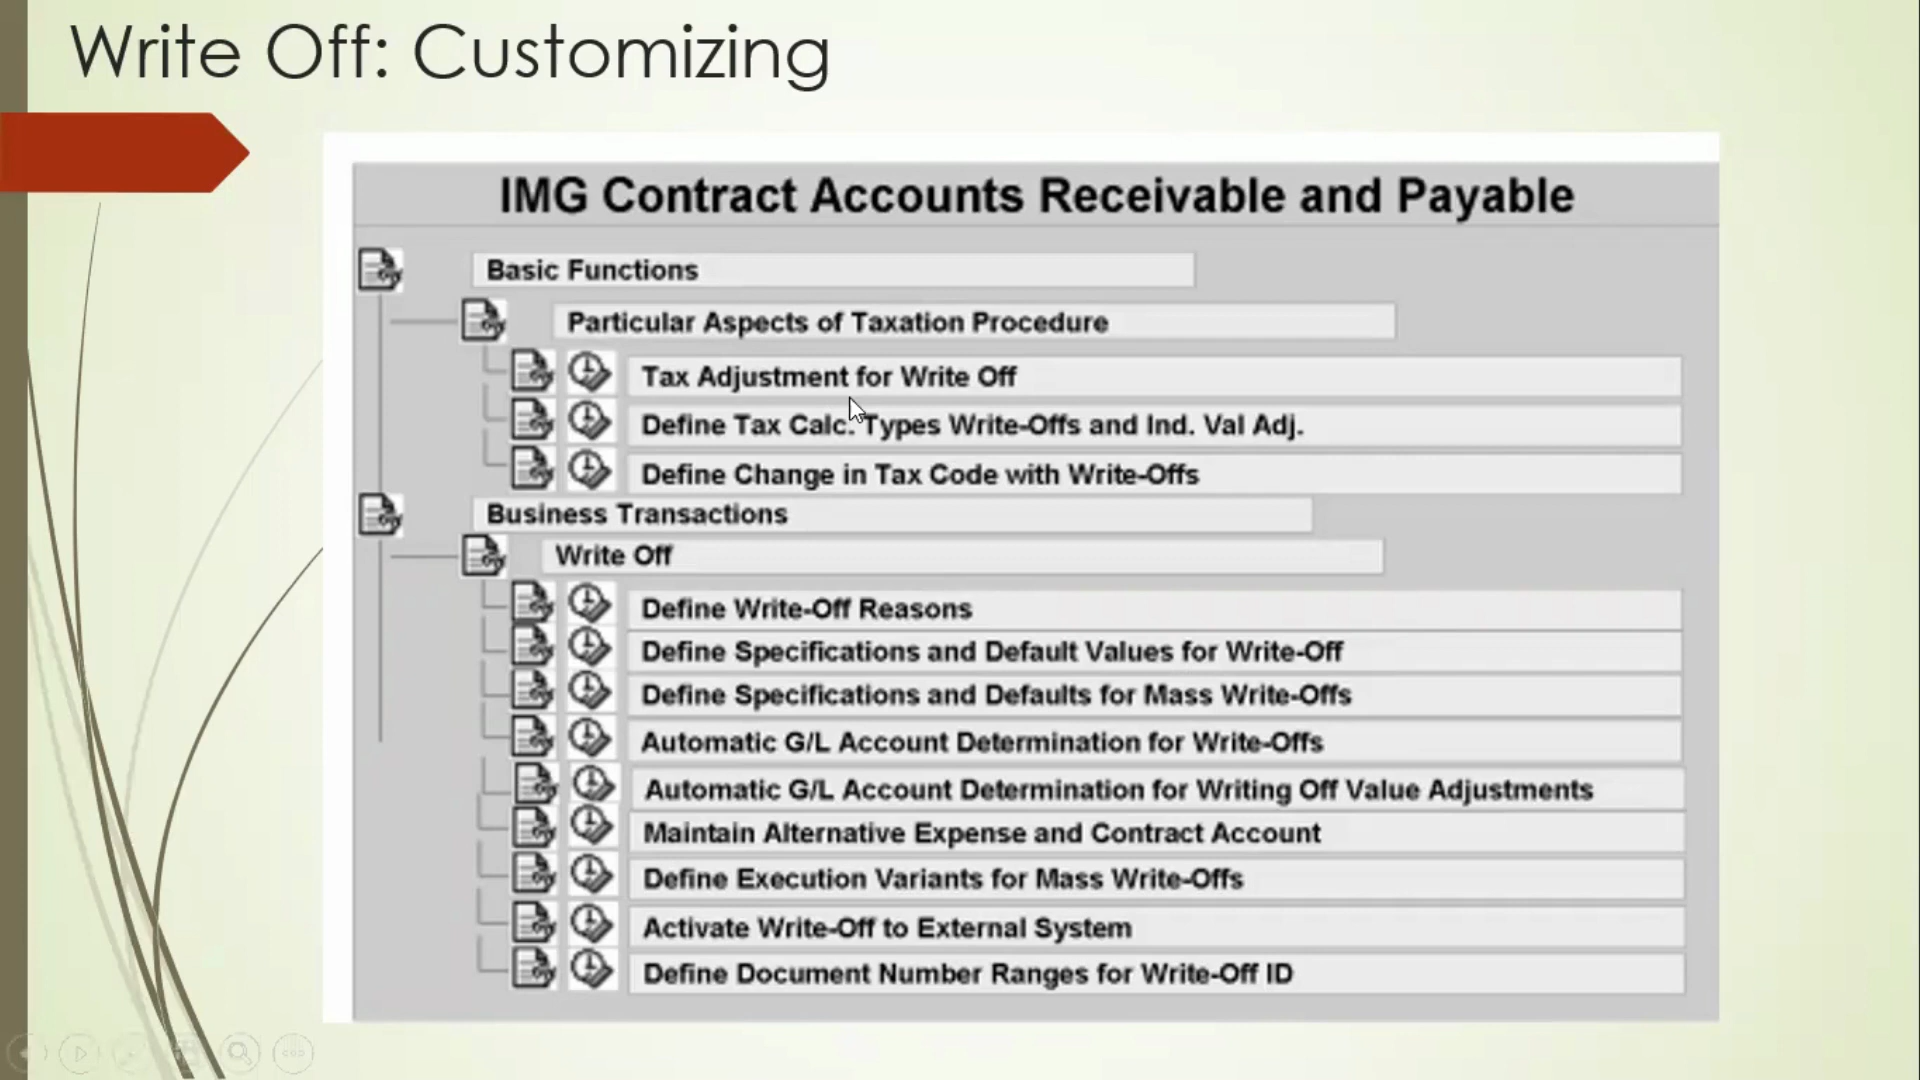 Write Off: Customizing
IMG Contract Accounts Receivable and Payable
Basic Functions
Particular Aspects of Taxation Procedure
Tax Adjustment for Write Off
Define Tax Calc. Types Write-Offs and Ind. Val Adj.
Define Change in Tax Code with Write-Offs
Business Transactions
Write Off
Define Write-Off Reasons
Define Specifications and Default Values for Write-Off
Define Specifications and Defaults for Mass Write-Offs
Automatic G/L Account Determination for Write-Offs
Automatic G/L Account Determination for Writing Off Value Adjustments
Maintain Alternative Expense and Contract Account
Define Execution Variants for Mass Write-Offs
Activate Write-Off to External System
Define Document Number Ranges for Write-Off ID